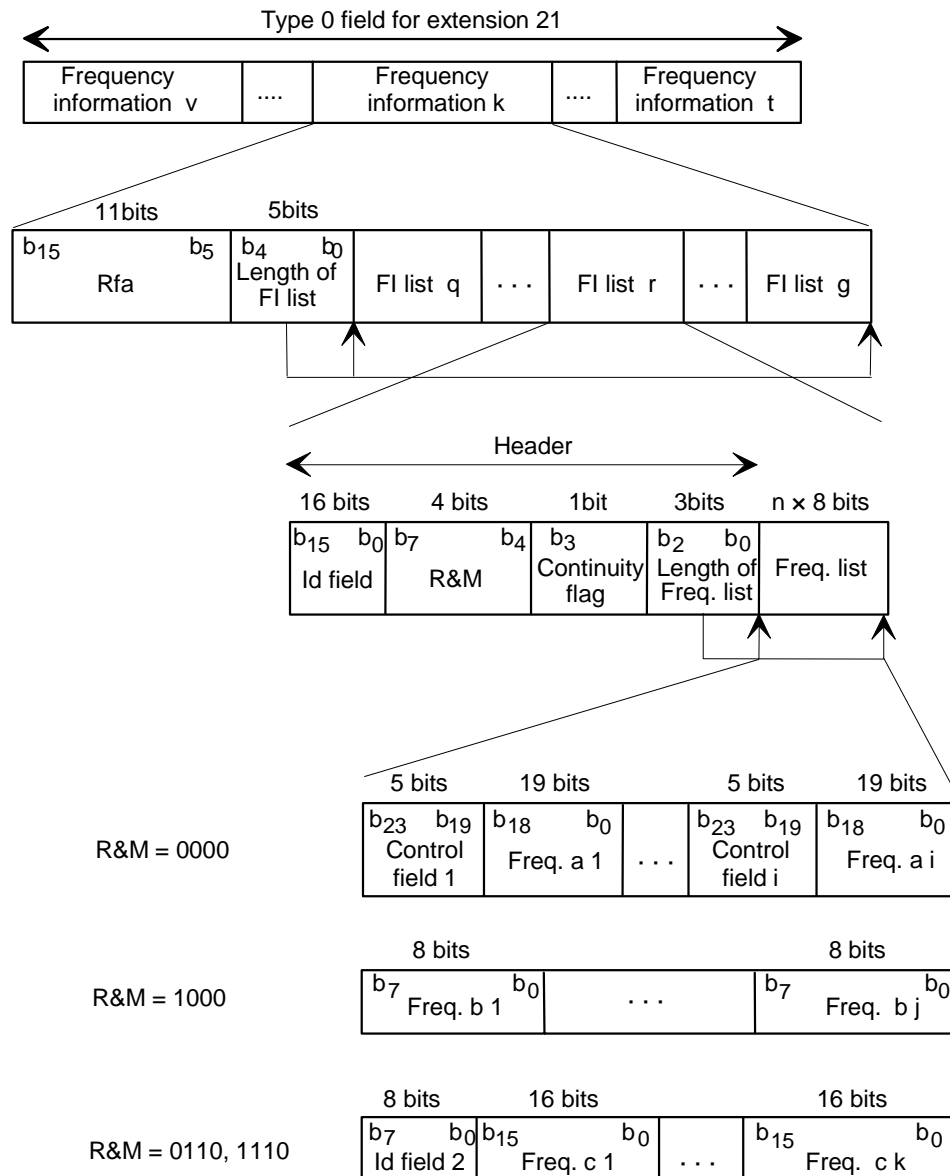 Type 0 field for extension 21
Frequency information v
....
Frequency information k
....
Frequency information t
11bits
5bits
b15 b5
Rfa
b4 b0
Length of
FI list
FI list q
. . .
FI list r
. . .
FI list g
Header
16 bits
4 bits
1bit
3bits
n × 8 bits
b15 b0
Id field
b7 b4
R&M
b3
Continuity
flag
b2 b0
Length of
Freq. list
Freq. list
5 bits
19 bits
5 bits
19 bits
R&M = 0000
b23 b19
Control
field 1
b18 b0
Freq. a 1
. . .
b23 b19
Control
field i
b18 b0
Freq. a i
8 bits
8 bits
R&M = 1000
b7 b0
Freq. b 1
. . .
b7 b0
Freq. b j
8 bits
16 bits
16 bits
R&M = 0110, 1110
b7 b0
Id field 2
b15 b0
Freq. c 1
. . .
b15 b0
Freq. c k